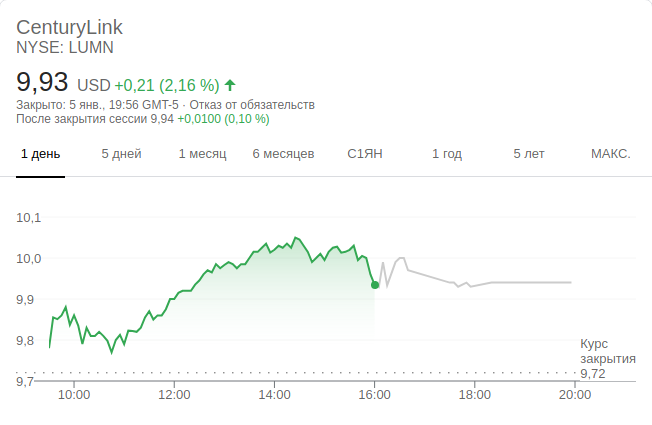 CenturyLink
NYSE: LUMN
9,93 USD +0,21 (2,16 %)
Закрыто: 5 янв., 19:56 GMT-5 · Отказ от обязательств
После закрытия сессии 9,94 +0,0100 (0,10 %)
1 день 5 дней 1 месяц 6 месяцев С1ЯН 1 год 5 лет МАКС.
10,1
10,0
9,9
9,8
Курс
закрытия
9,72
9,7
10:00 12:00 14:00 16:00 18:00 20:00